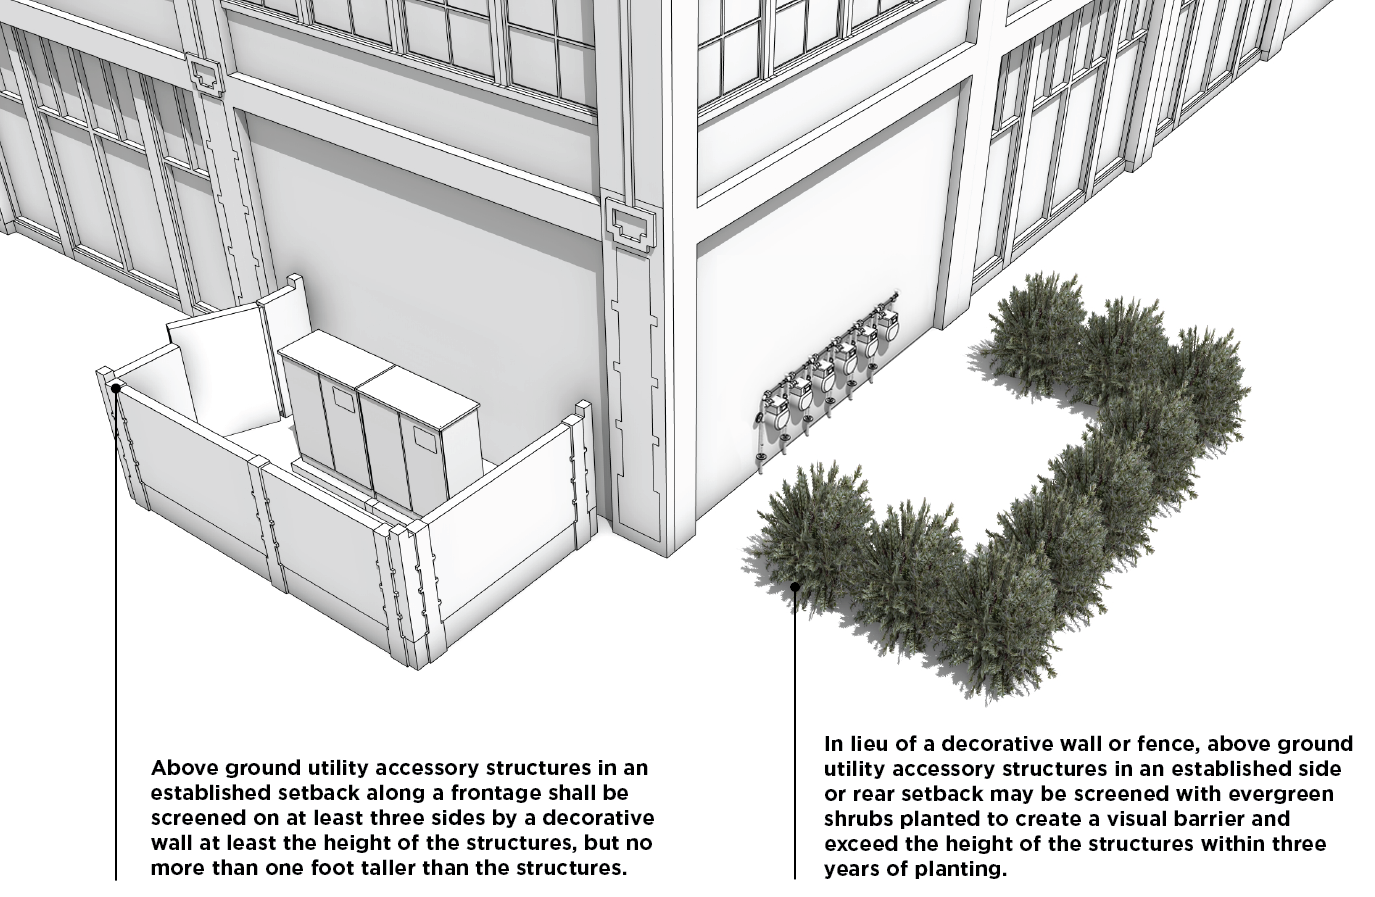 Above ground utility accessory structures in an
established setback along a frontage shall be
screened on at least three sides by a decorative
wall at least the height of the structures, but no
more than one foot taller than the structures.
In lieu of a decorative wall or fence, above ground
utility accessory structures in an established side
or rear setback may be screened with evergreen
shrubs planted to create a visual barrier and
exceed the height of the structures within three
years of planting.